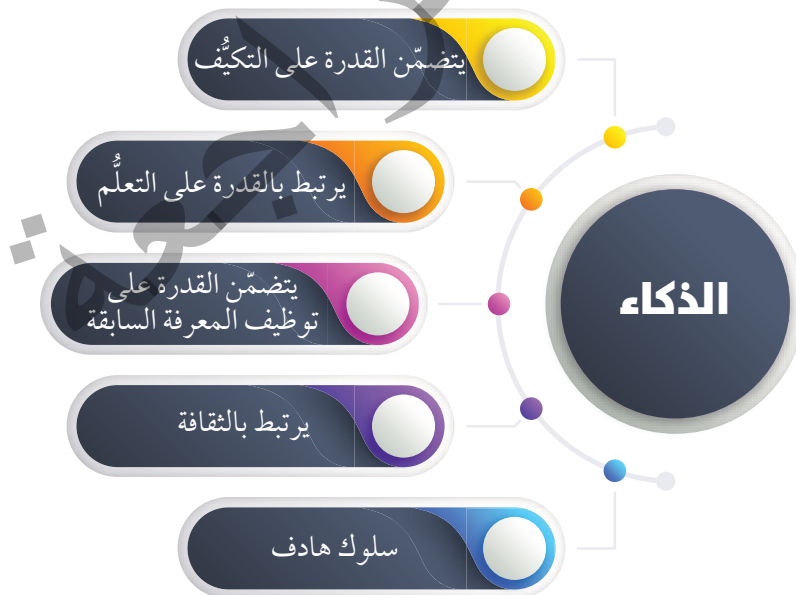 يتضمّن القدرة على التكيُّف
يرتبط بالقدرة على التعلُّم
الذكاء
يتضمّن القدرة على
توظيف المعرفة السابقة
يرتبط بالثقافة
سلوك هادف